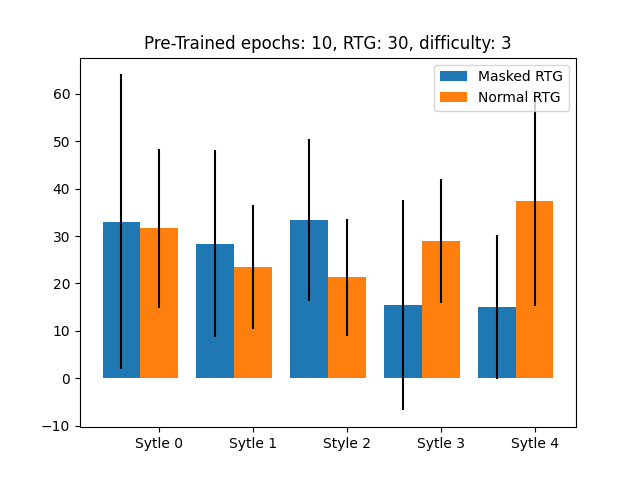 Pre-Trained epochs: 10, RTG: 30, difficulty: 3
Masked RTG
Normal RTG
60
50
40
30
20
10
0
−10
Sytle 0
Sytle 1
Style 2
Sytle 3
Sytle 4